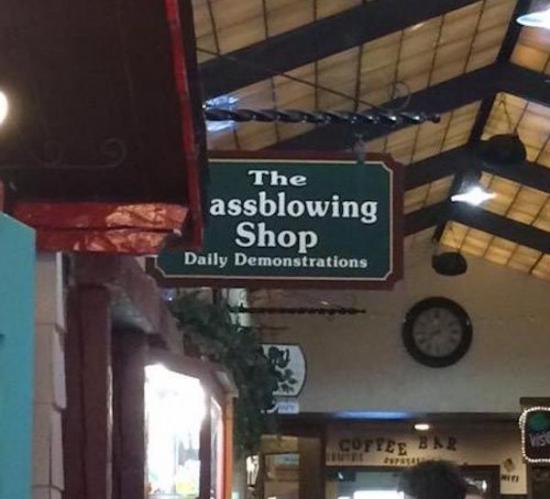 The
assblowing
Shop
Daily Demonstrations
COFFEE BAR